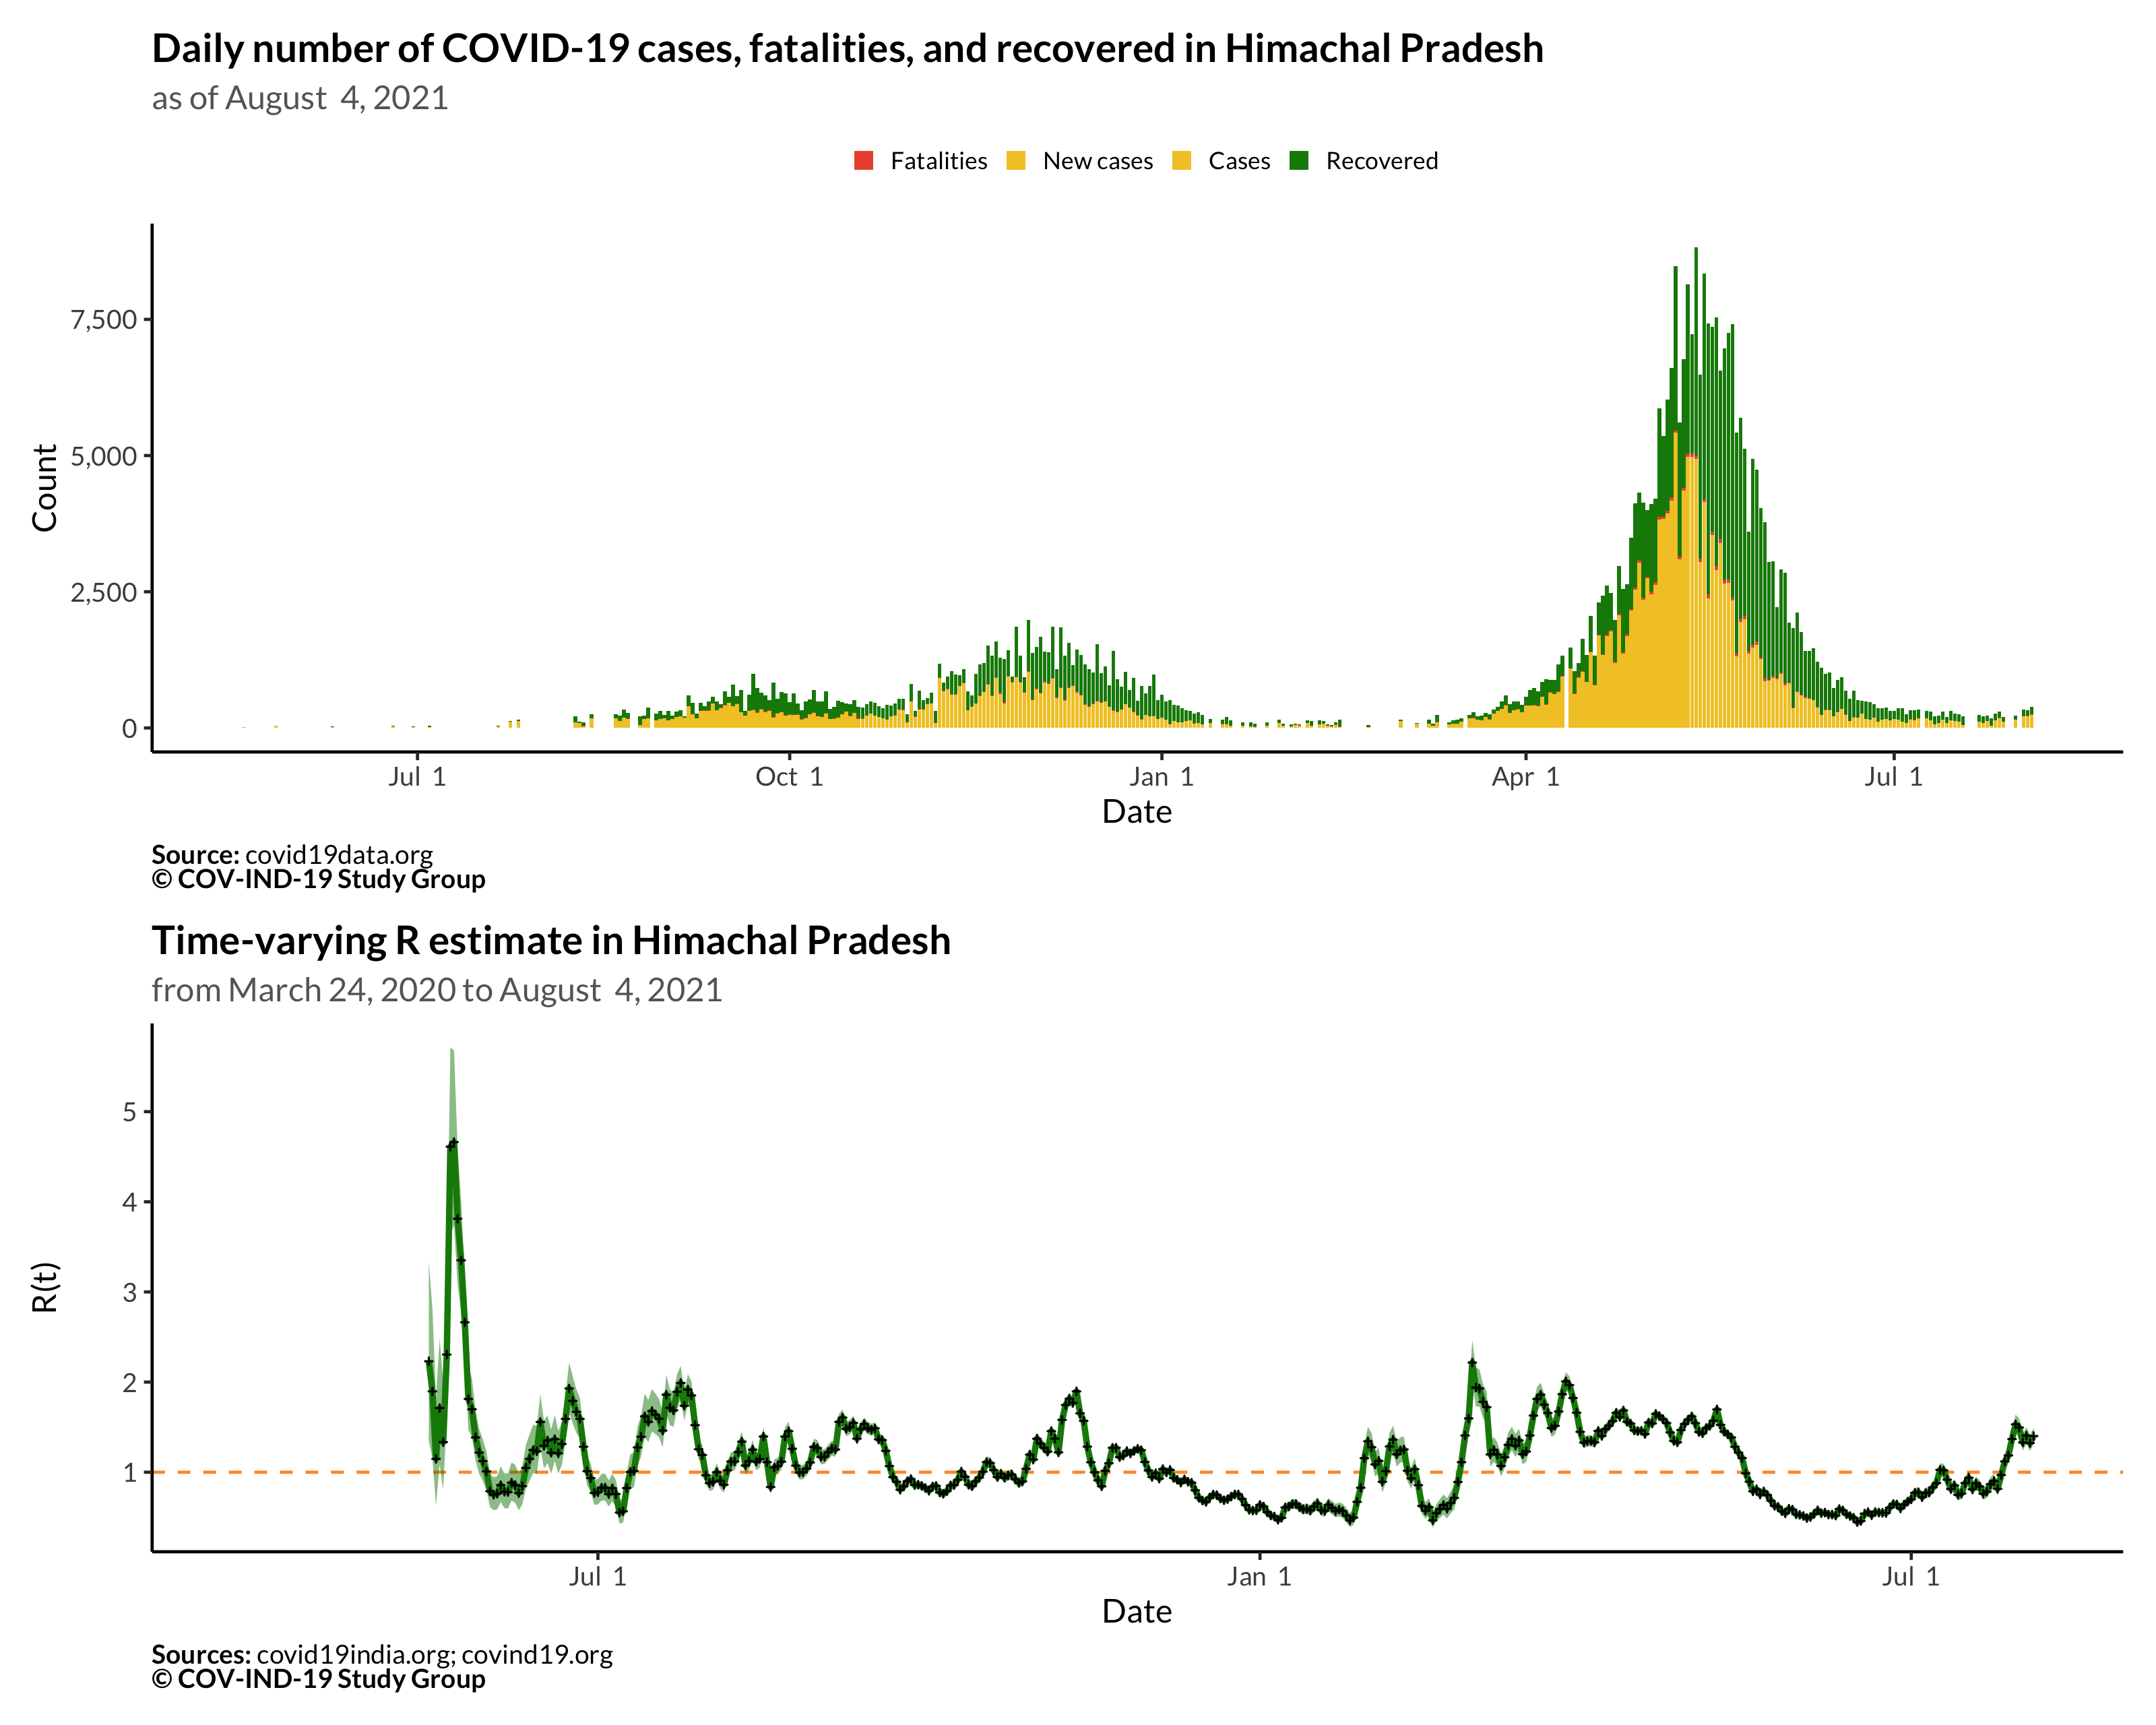 Daily number of COVID-19 cases, fatalities, and recovered in Himachal Pradesh
as of August  4, 2021
Fatalities New cases Cases Recovered
7,500
5,000
2,500
0
Count
Jul  1 Oct  1 Jan  1 Apr  1 Jul  1
Date
Source: covid19data.org
© COV-IND-19 Study Group
Time-varying R estimate in Himachal Pradesh
from March 24, 2020 to August  4, 2021
5
4
3
2
1
R(t)
Jul  1 Jan  1 Jul  1
Date
Sources: covid19india.org; covind19.org
© COV-IND-19 Study Group